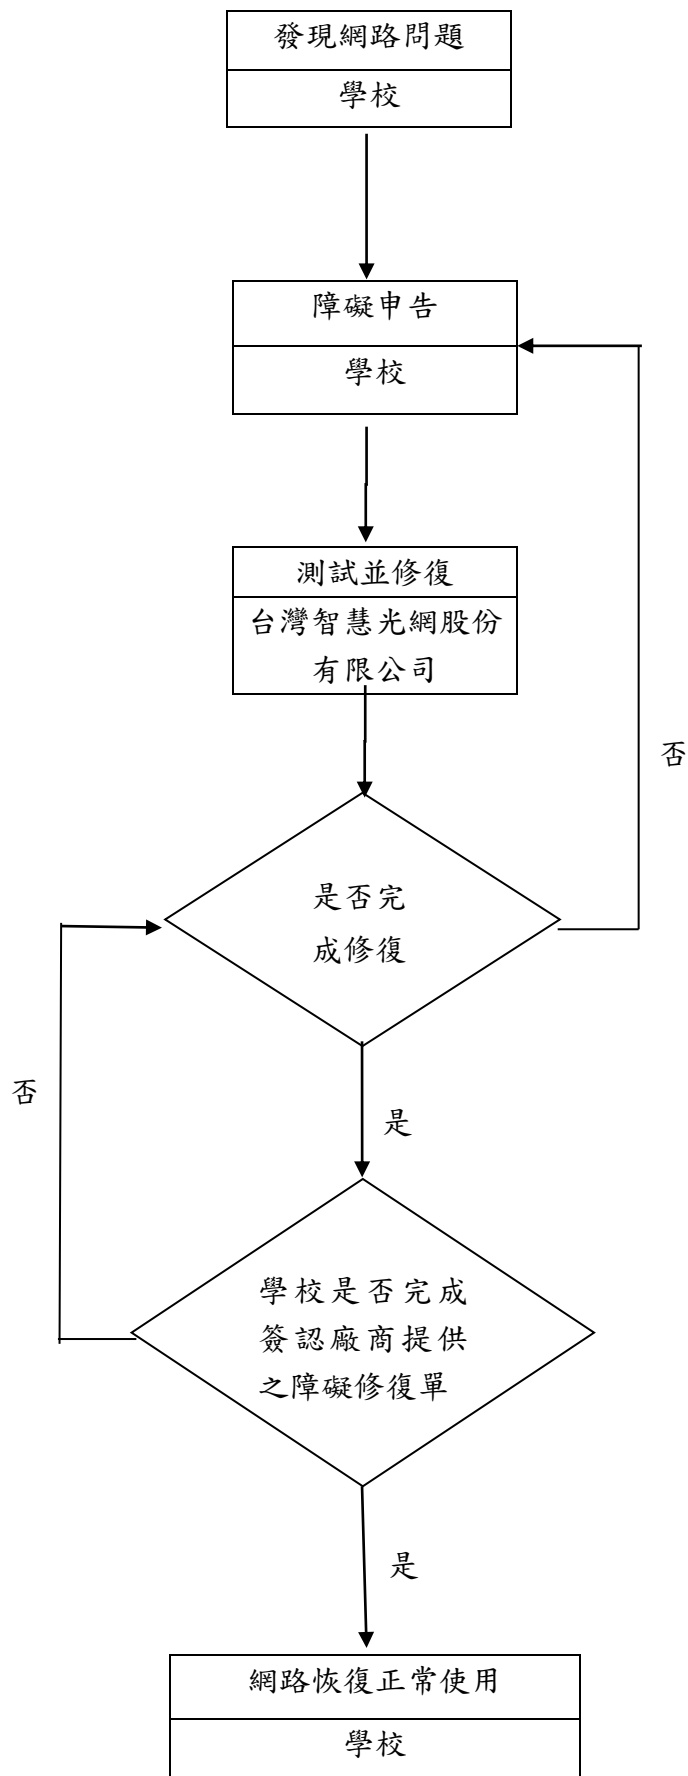 發現網路問題
學校
障礙申告
學校
測試並修復
台灣智慧光網股份
有限公司
否
是否完
成修復
否
是
學校是否完成
簽認廠商提供
之障礙修復單
是
網路恢復正常使用
學校